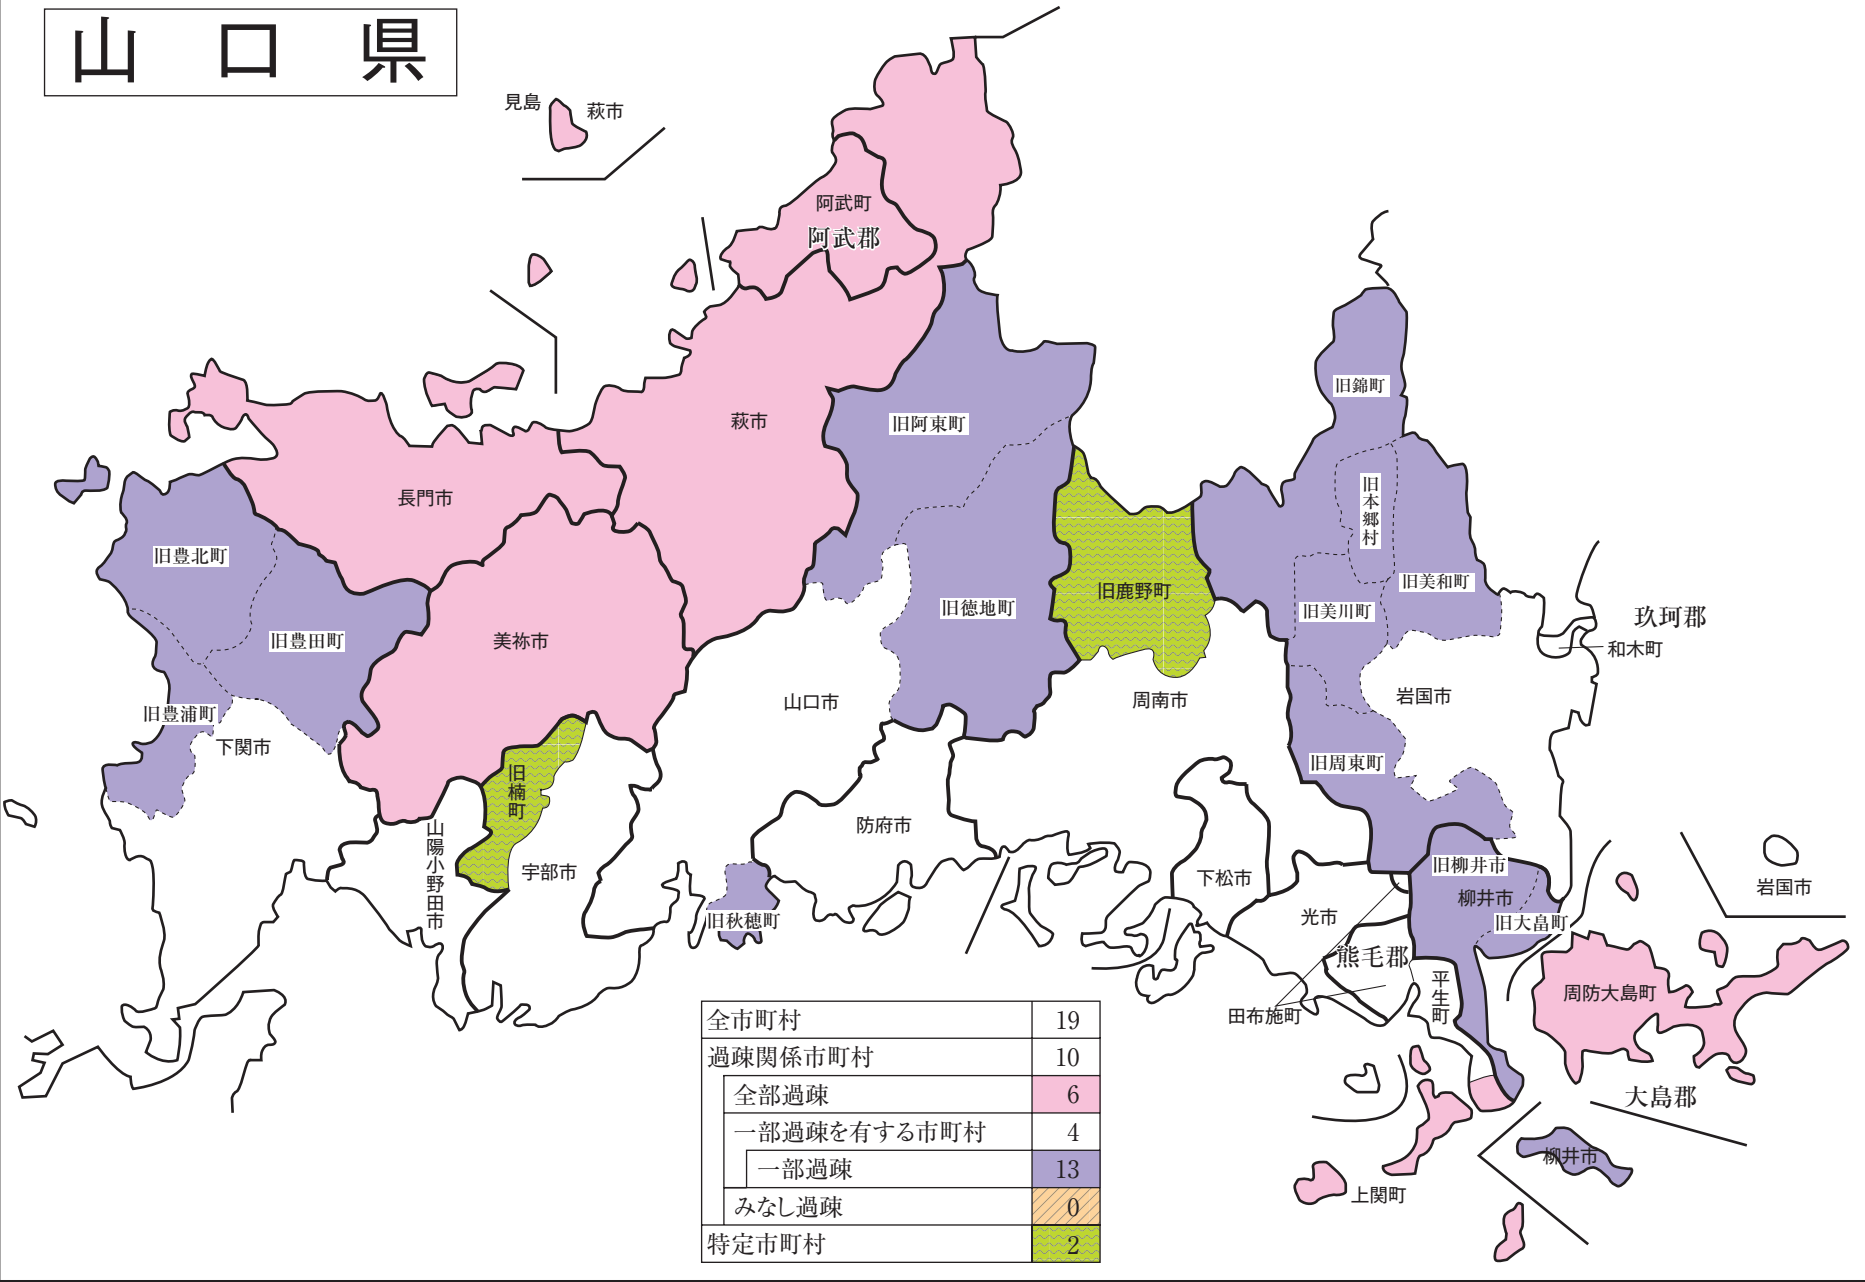 山口県
見島
萩市
阿武町
阿武郡
旧錦町
萩市
旧阿東町
長門市
旧本郷村
旧豊北町
旧美和町
旧鹿野町
旧徳地町
旧美川町
玖珂郡
旧豊田町
美祢市
和木町
岩国市
山口市
周南市
旧豊浦町
下関市
旧周東町
旧楠町
防府市
山陽小野田市
宇部市
旧柳井市
下松市
柳井市
岩国市
旧秋穂町
光市
旧大畠町
熊毛郡
平生町
周防大島町
田布施町
大島郡
柳井市
上関町
全市町村 19
過疎関係市町村 10
全部過疎 6
一部過疎を有する市町村 4
一部過疎 13
みなし過疎 0
特定市町村 2